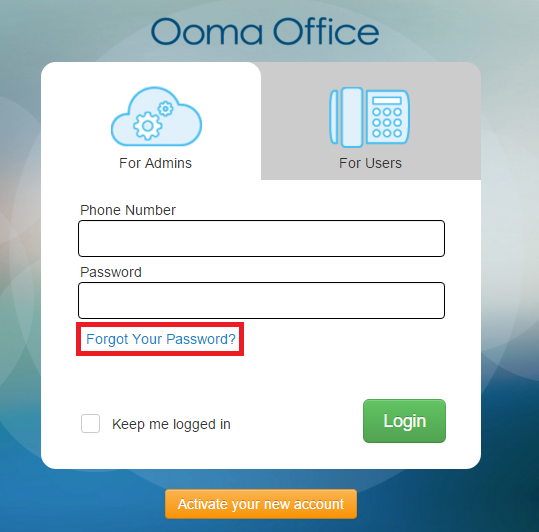 Ooma Office
For Admins
For Users
Phone Number
Password
Forgot Your Password?
Keep me logged in
Login
Activate your new account